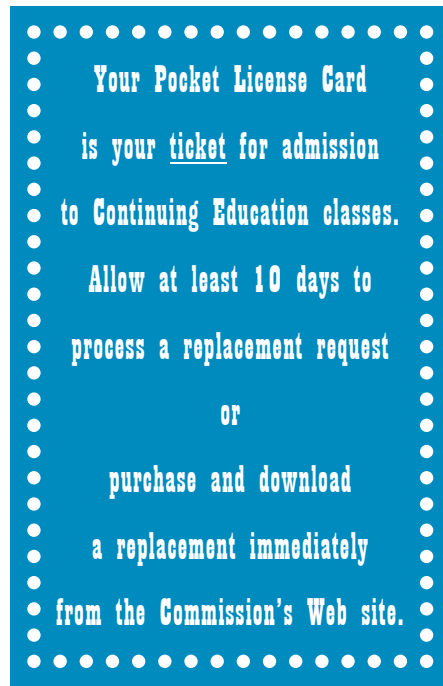 Your Pocket License Card
is your ticket for admission
to Continuing Education classes.
Allow at least 10 days to
process a replacement request
or
purchase and download
a replacement immediately
from the Commission’s Web site.